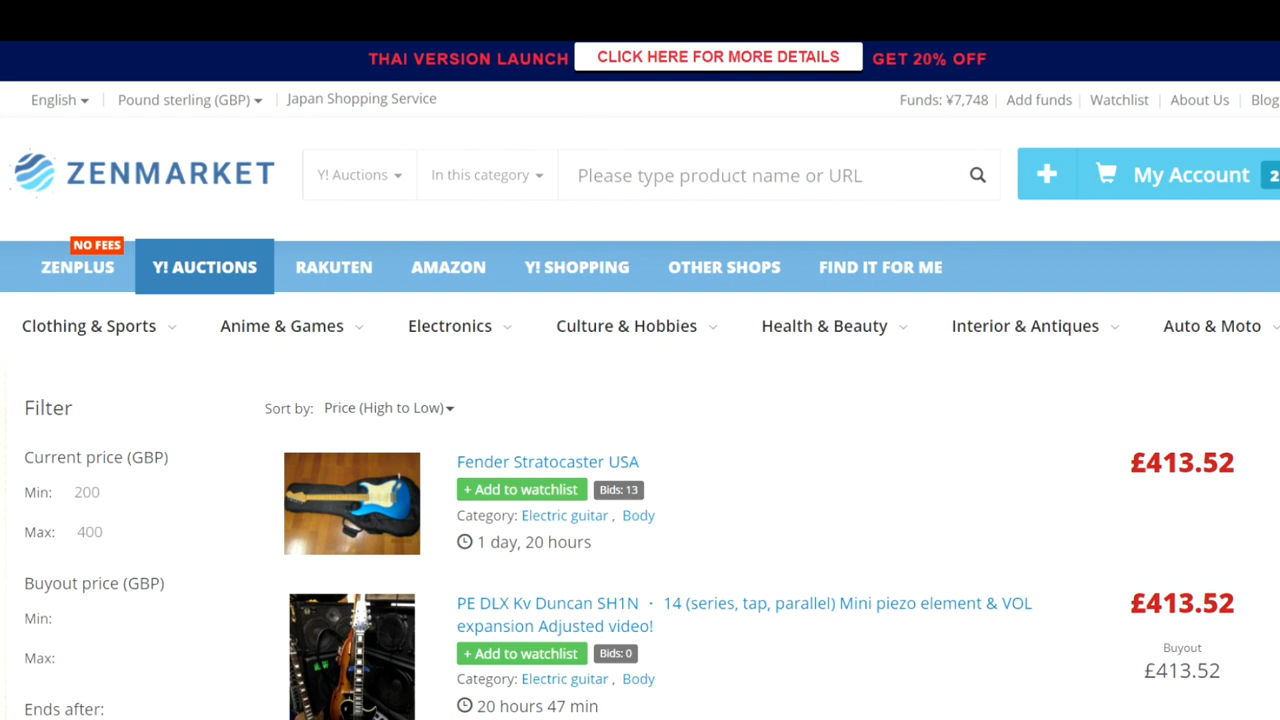 THAI VERSION LAUNCH CLICK HERE FOR MORE DETAILS GET 20% OFF
English Pound sterling (GBP) Japan Shopping Service Funds: ¥7,748 Add funds Watchlist About Us Blog
ZENMARKET Y! Auctions In this category Please type product name or URL + My Account 2
NO FEES
ZENPLUS Y! AUCTIONS RAKUTEN AMAZON Y! SHOPPING OTHER SHOPS FIND IT FOR ME
Clothing & Sports Anime & Games Electronics Culture & Hobbies Health & Beauty Interior & Antiques Auto & Moto
Filter
Sort by: Price (High to Low)
Current price (GBP)
Min: 200
Max: 400
Buyout price (GBP)
Min:
Max:
Ends after:
Fender Stratocaster USA
£413.52
+ Add to watchlist Bids: 13
Category: Electric guitar , Body
1 day, 20 hours
PE DLX Kv Duncan SH1N ・ 14 (series, tap, parallel) Mini piezo element & VOL
expansion Adjusted video!
£413.52
+ Add to watchlist Bids: 0
Buyout
£413.52
Category: Electric guitar , Body
20 hours 47 min